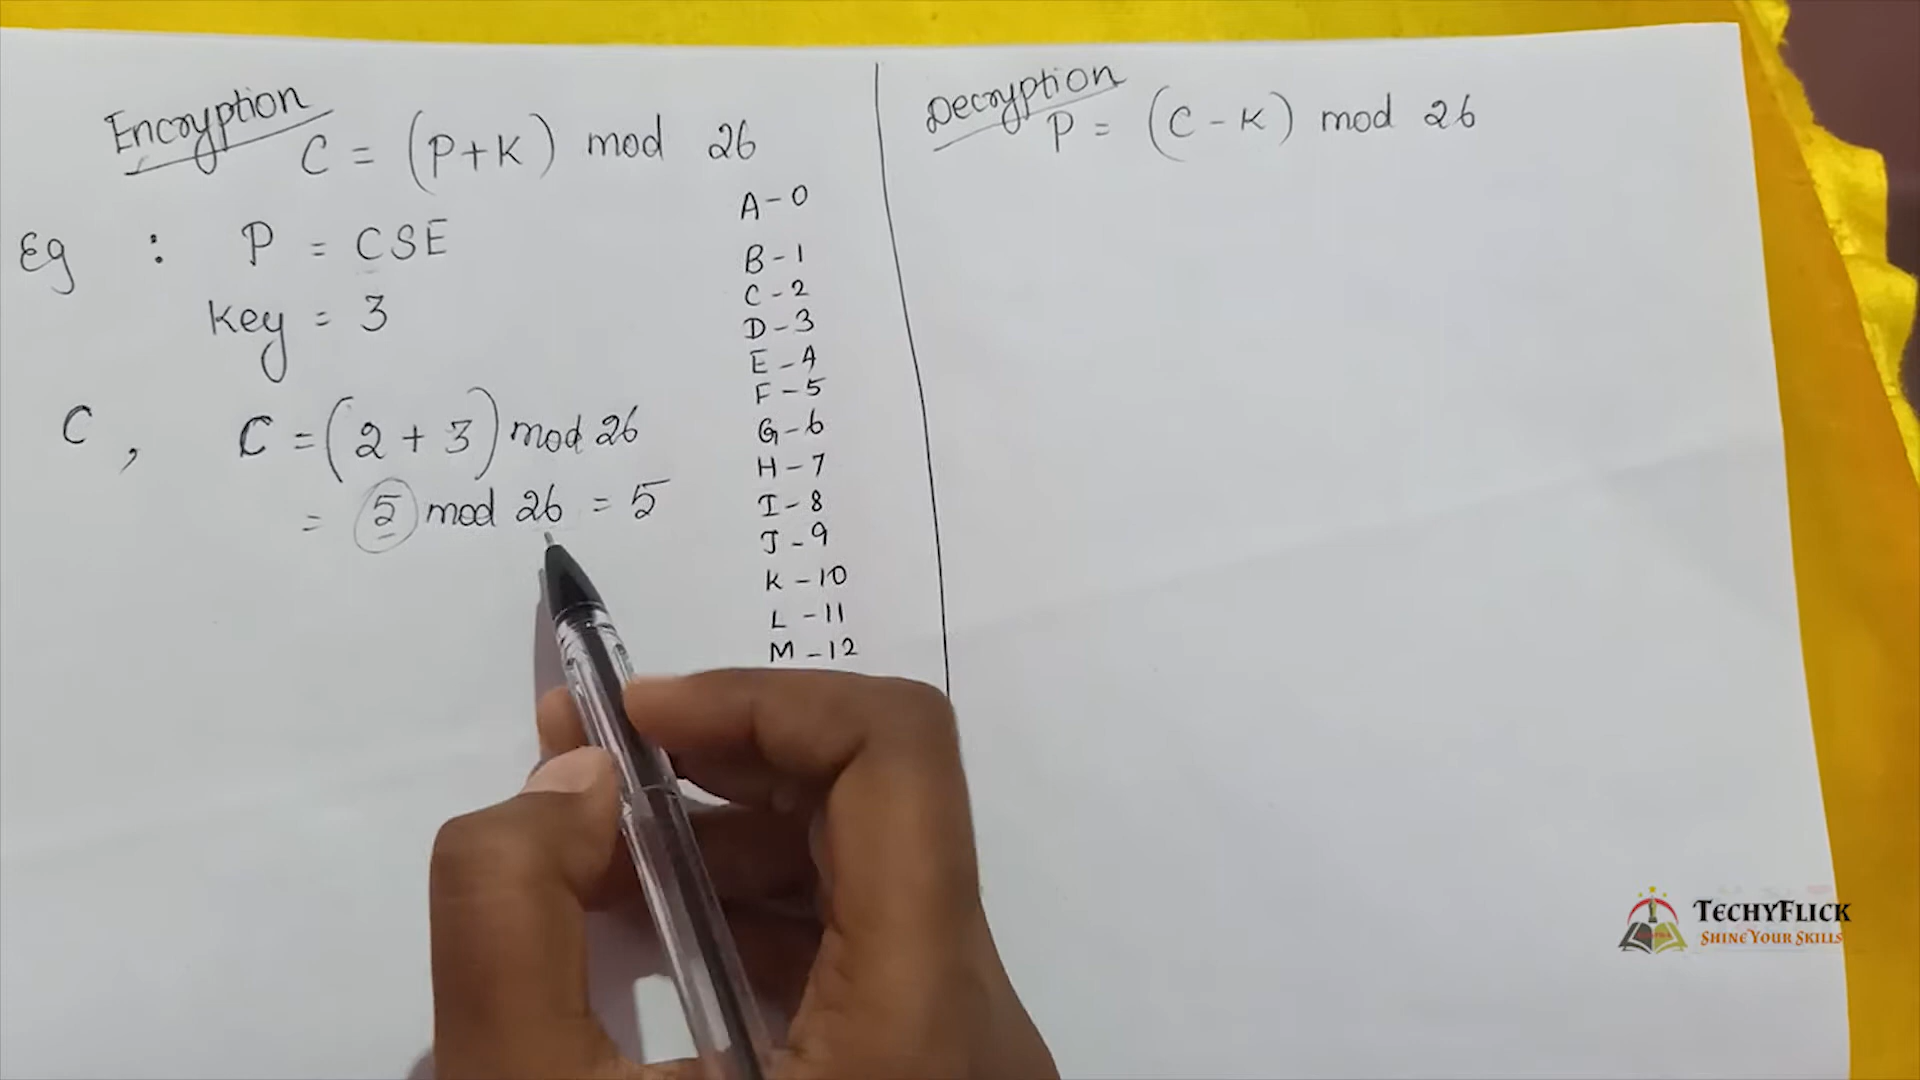 Encryption
C = (P+K) mod 26
Eg : P = CSE
Key = 3
C , C = (2 + 3) mod 26
= 5 mod 26 = 5
A - 0
B - 1
C - 2
D - 3
E - 4
F - 5
G - 6
H - 7
I - 8
J - 9
K - 10
L - 11
M - 12
Decryption
P = (C - K) mod 26
TECHYFLICK
SHINE YOUR SKILLS